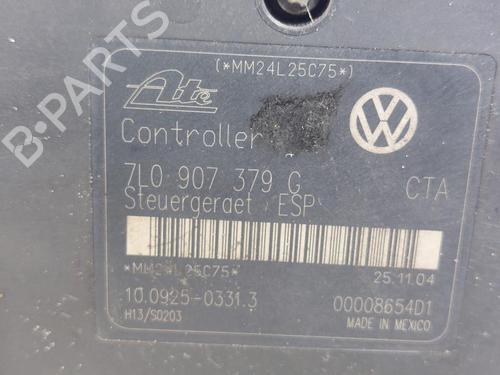 (*MM24L25C75*)
Ate
Controller
7L0 907 379 G
CTA
Steuergeraet ESP
*MM24L25C75*
25.11.04
10.0925-0331.3
00008654D1
H13/S0203
MADE IN MEXICO
B-PARTS